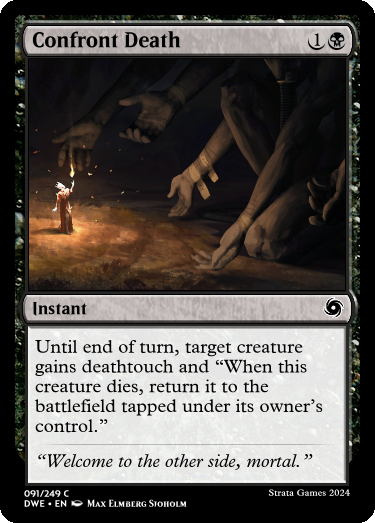 Confront Death 1
Instant
Until end of turn, target creature
gains deathtouch and “When this
creature dies, return it to the
battlefield tapped under its owner’s
control.”
“Welcome to the other side, mortal.”
091/249 C
DWE • EN Max Elmberg Sjoholm
Strata Games 2024